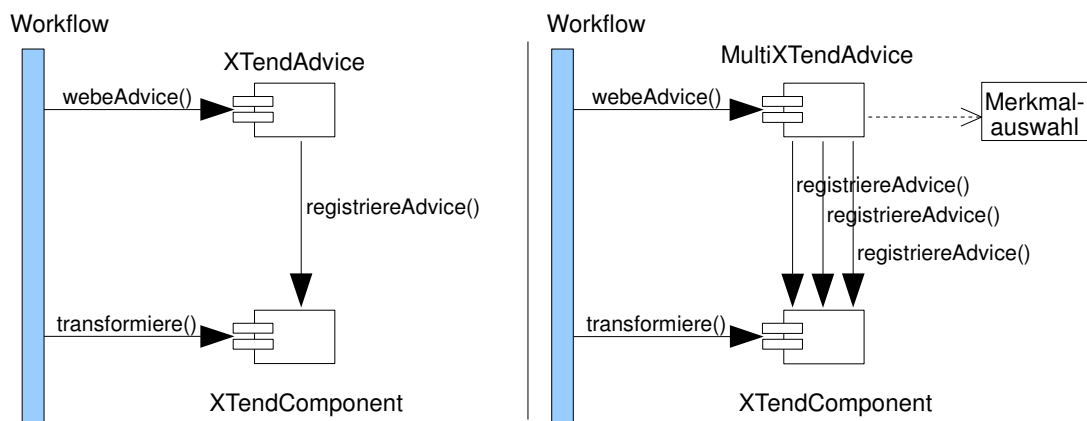 Workflow
XTendAdvice
webeAdvice()
registriereAdvice()
transformiere()
XTendComponent
Workflow
MultiXTendAdvice
webeAdvice()
Merkmal-
auswahl
registriereAdvice()
registriereAdvice()
registriereAdvice()
transformiere()
XTendComponent